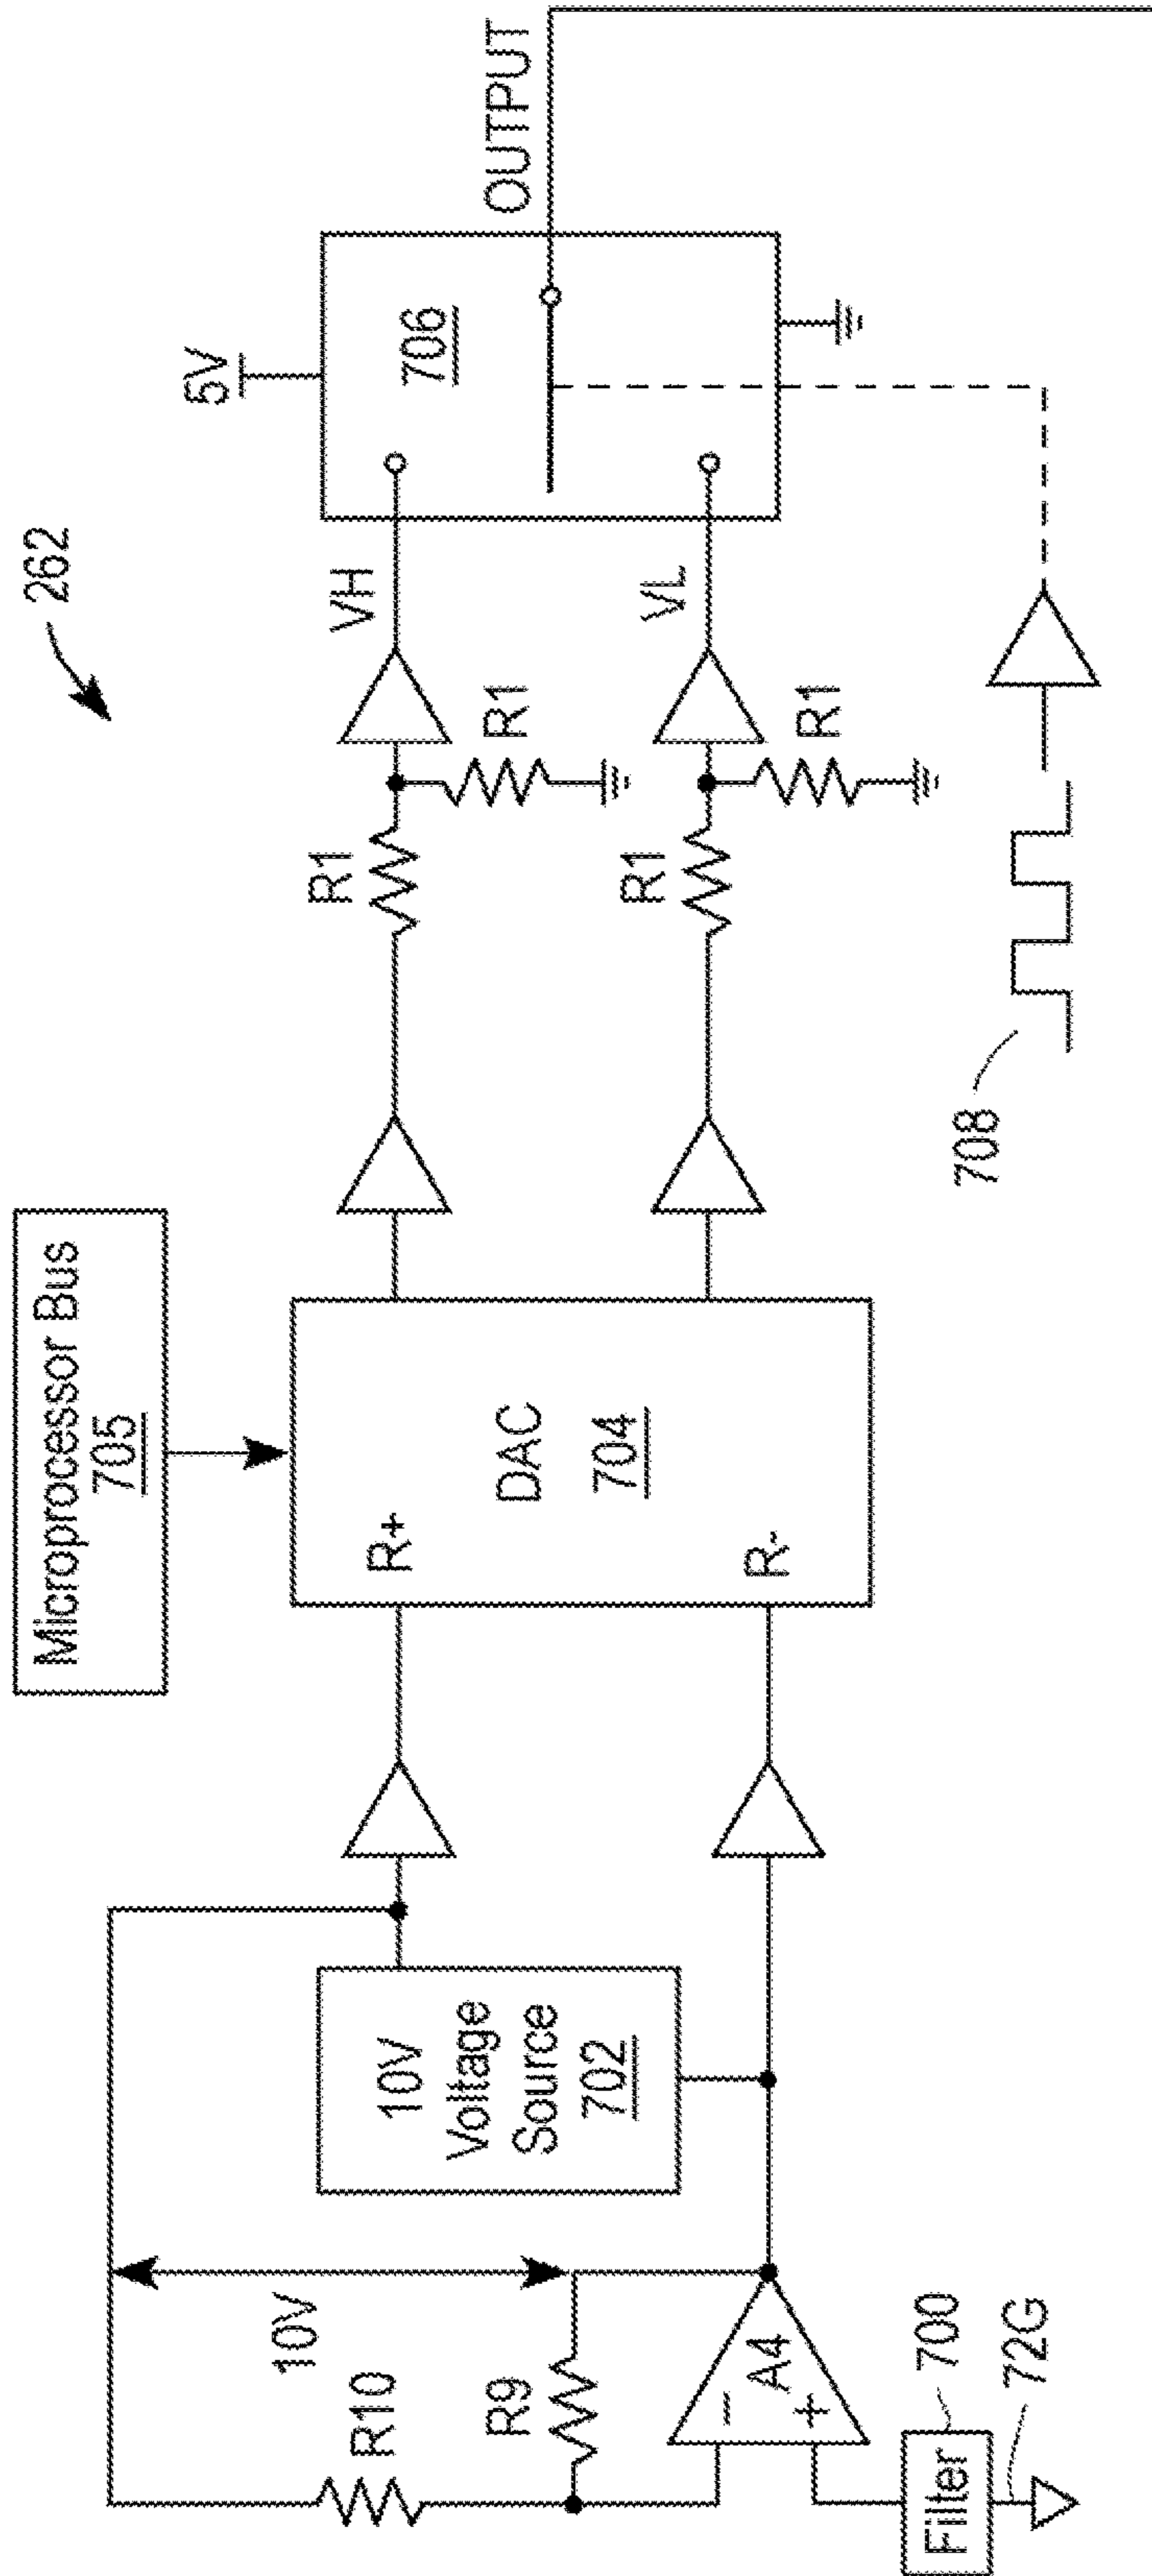 262
Microprocessor Bus
705
5V
706
OUTPUT
VH
VL
R1
R1
R1
R1
708
DAC
704
R+
R-
10V
Voltage
Source
702
10V
R10
R9
A4
−
+
Filter
700
72G